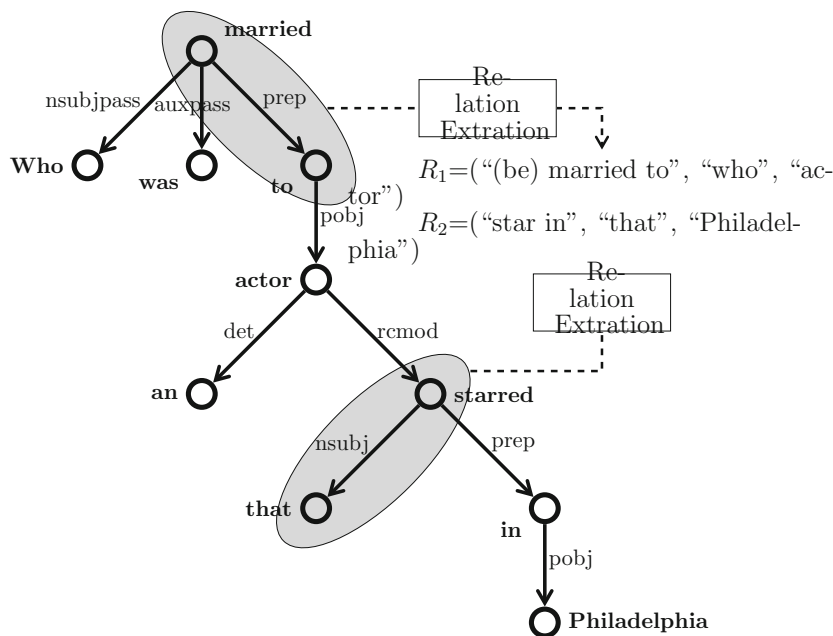 married
Re-
lation
Extration
nsubjpass
auxpass
prep
Who
was
to
R1=(“(be) married to”, “who”, “ac-
tor”)
pobj
R2=(“star in”, “that”, “Philadel-
phia”)
actor
Re-
lation
Extration
det
rcmod
an
starred
nsubj
prep
that
in
pobj
Philadelphia